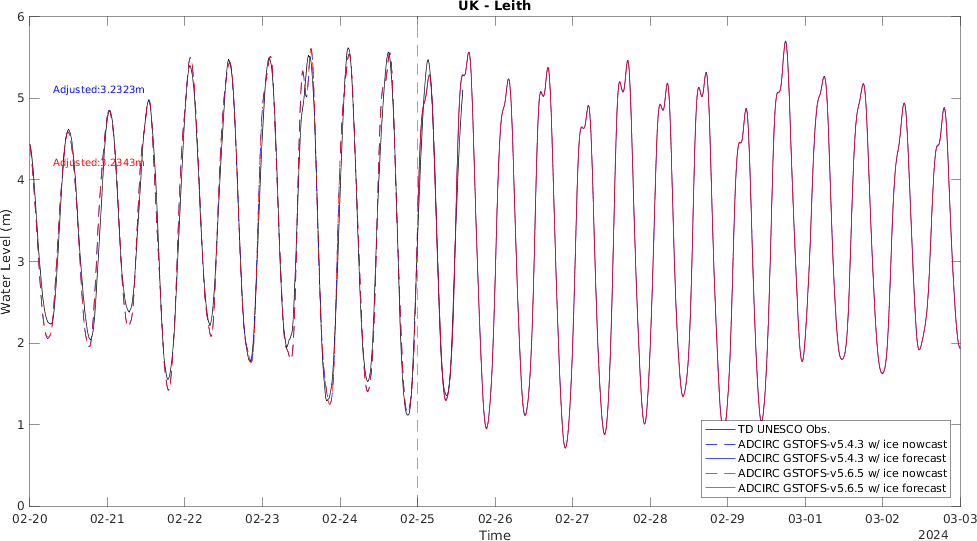 UK - Leith
6
5
4
3
2
1
0
Water Level (m)
Adjusted:3.2323m
Adjusted:3.2343m
TD UNESCO Obs.
ADCIRC GSTOFS-v5.4.3 w/ ice nowcast
ADCIRC GSTOFS-v5.4.3 w/ ice forecast
ADCIRC GSTOFS-v5.6.5 w/ ice nowcast
ADCIRC GSTOFS-v5.6.5 w/ ice forecast
02-20 02-21 02-22 02-23 02-24 02-25 02-26 02-27 02-28 02-29 03-01 03-02 03-03
Time
2024